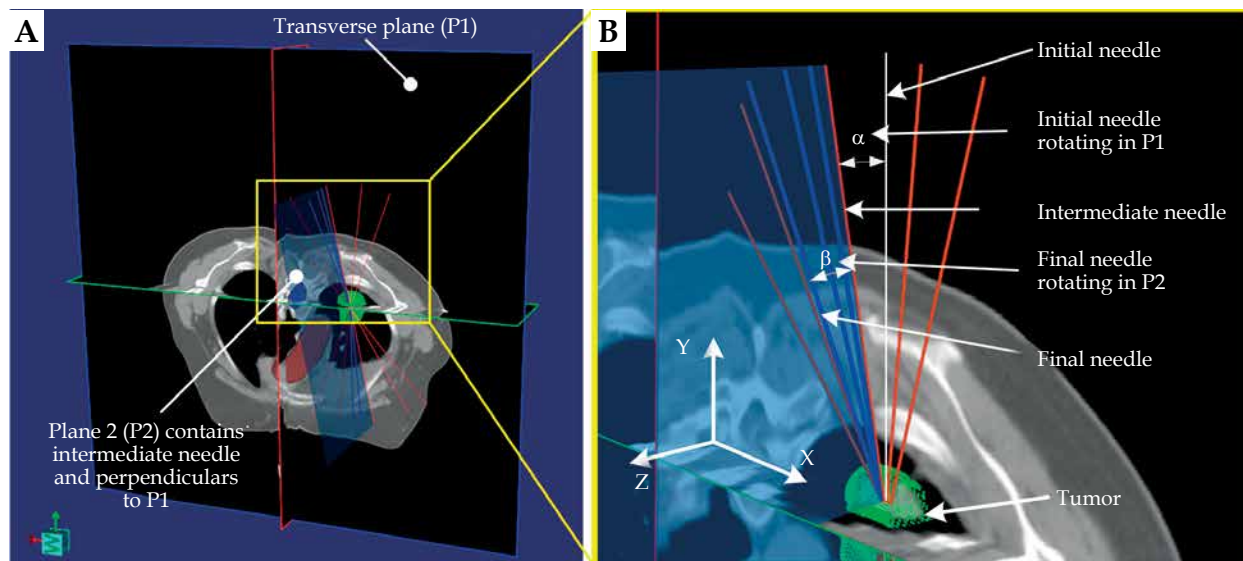 A
Transverse plane (P1)
Plane 2 (P2) contains
intermediate needle
and perpendiculars
to P1
B
Initial needle
α
Initial needle
rotating in P1
Intermediate needle
β
Final needle
rotating in P2
Final needle
Y
X
Z
Tumor